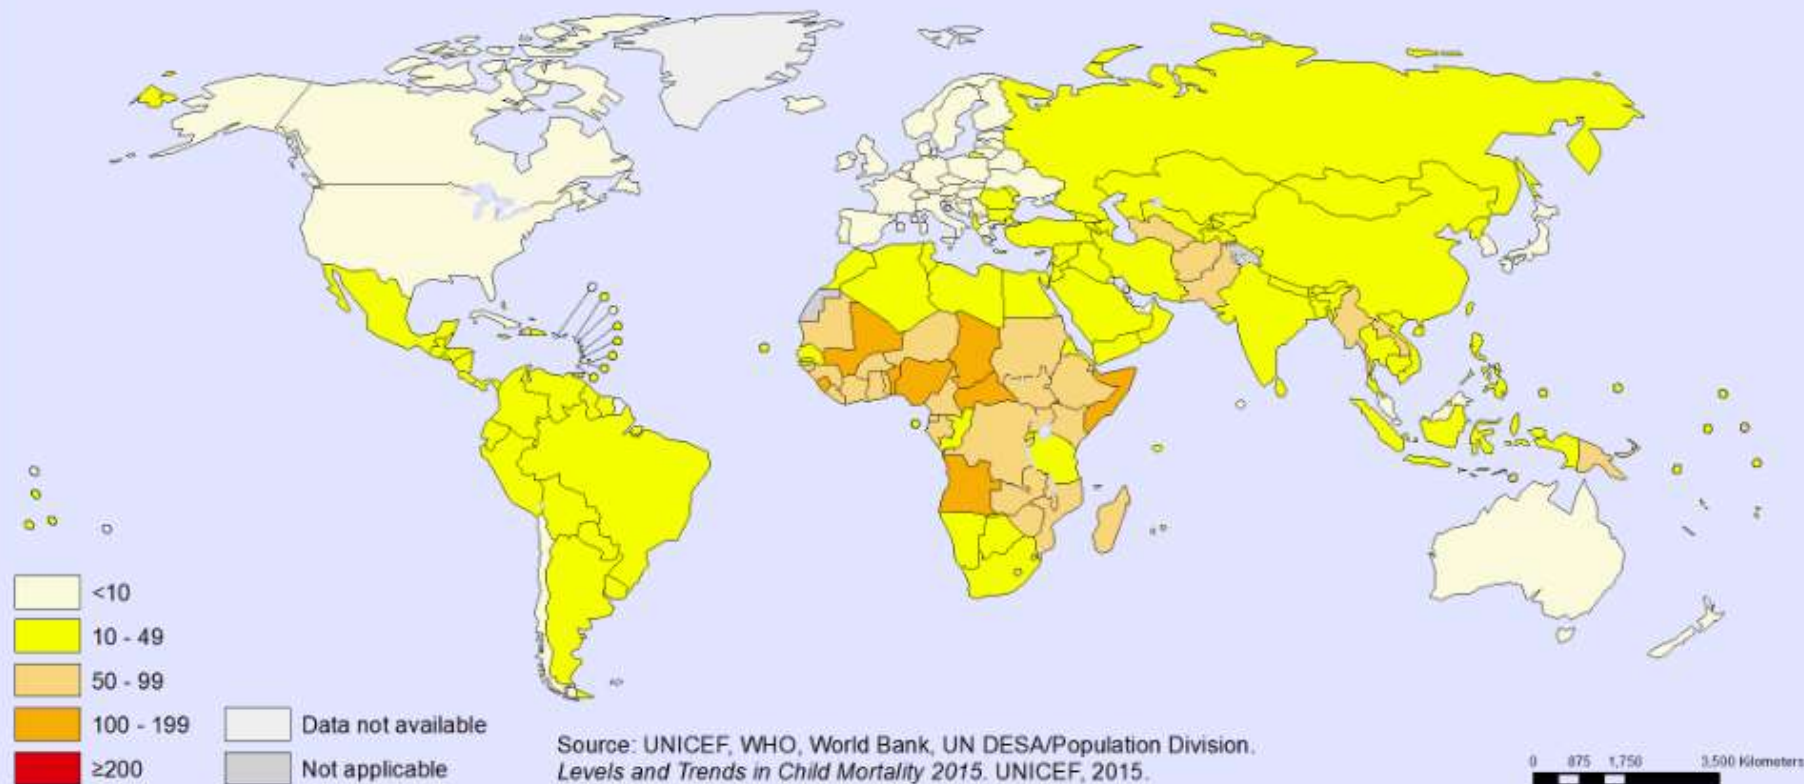 <10
10 - 49
50 - 99
100 - 199
≥200
Data not available
Not applicable
Source: UNICEF, WHO, World Bank, UN DESA/Population Division.
Levels and Trends in Child Mortality 2015. UNICEF, 2015.
0 875 1,750 3,500 Kilometers